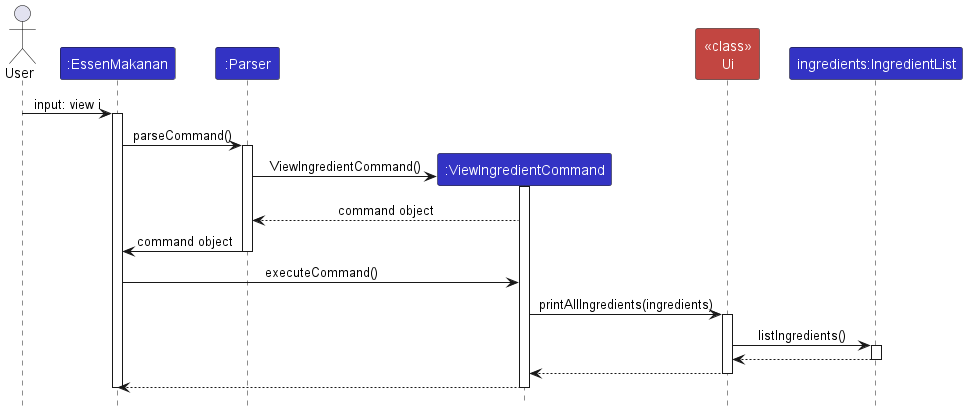 User
:EssenMakanan
:Parser
«class»
Ui
ingredients:IngredientList
input: view i
parseCommand()
ViewIngredientCommand()
:ViewIngredientCommand
command object
command object
executeCommand()
printAllIngredients(ingredients)
listIngredients()